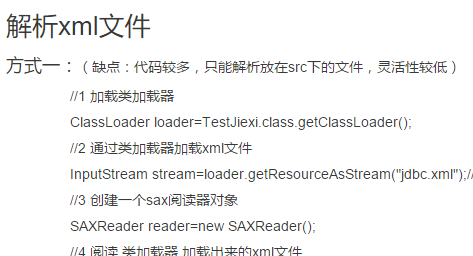 解析xml文件
方式一：（缺点：代码较多，只能解析放在src下的文件，灵活性较低）
//1 加载类加载器
ClassLoader loader=TestJiexi.class.getClassLoader();
//2 通过类加载器加载xml文件
InputStream stream=loader.getResourceAsStream("jdbc.xml");//
//3 创建一个sax阅读器对象
SAXReader reader=new SAXReader();
//4 阅读 类加载器 加载出来的xml文件